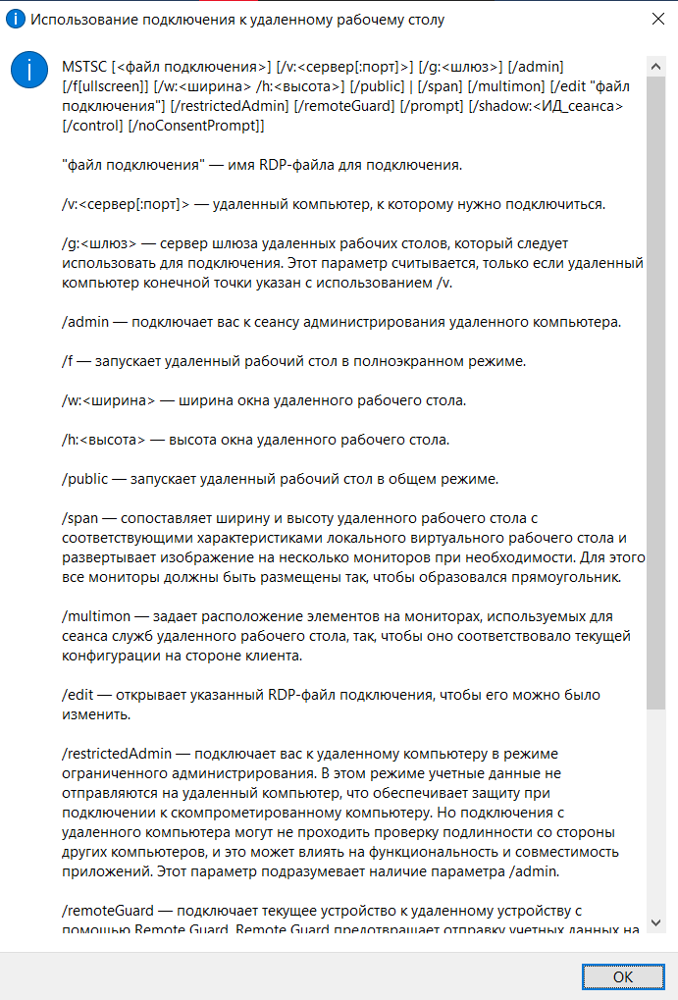 Использование подключения к удаленному рабочему столу
MSTSC [<файл подключения>] [/v:<сервер[:порт]>] [/g:<шлюз>] [/admin]
[/f[ullscreen]] [/w:<ширина> /h:<высота>] [/public] | [/span] [/multimon] [/edit "файл
подключения"] [/restrictedAdmin] [/remoteGuard] [/prompt] [/shadow:<ИД_сеанса>
[/control] [/noConsentPrompt]]
"файл подключения" — имя RDP-файла для подключения.
/v:<сервер[:порт]> — удаленный компьютер, к которому нужно подключиться.
/g:<шлюз> — сервер шлюза удаленных рабочих столов, который следует
использовать для подключения. Этот параметр считывается, только если удаленный
компьютер конечной точки указан с использованием /v.
/admin — подключает вас к сеансу администрирования удаленного компьютера.
/f — запускает удаленный рабочий стол в полноэкранном режиме.
/w:<ширина> — ширина окна удаленного рабочего стола.
/h:<высота> — высота окна удаленного рабочего стола.
/public — запускает удаленный рабочий стол в общем режиме.
/span — сопоставляет ширину и высоту удаленного рабочего стола с
соответствующими характеристиками локального виртуального рабочего стола и
развертывает изображение на несколько мониторов при необходимости. Для этого
все мониторы должны быть размещены так, чтобы образовался прямоугольник.
/multimon — задает расположение элементов на мониторах, используемых для
сеанса служб удаленного рабочего стола, так, чтобы оно соответствовало текущей
конфигурации на стороне клиента.
/edit — открывает указанный RDP-файл подключения, чтобы его можно было
изменить.
/restrictedAdmin — подключает вас к удаленному компьютеру в режиме
ограниченного администрирования. В этом режиме учетные данные не
отправляются на удаленный компьютер, что обеспечивает защиту при
подключении к скомпрометированному компьютеру. Но подключения с
удаленного компьютера могут не проходить проверку подлинности со стороны
других компьютеров, и это может влиять на функциональность и совместимость
приложений. Этот параметр подразумевает наличие параметра /admin.
/remoteGuard — подключает текущее устройство к удаленному устройству с
помощью Remote Guard. Remote Guard предотвращает отправку учетных данных на
OK